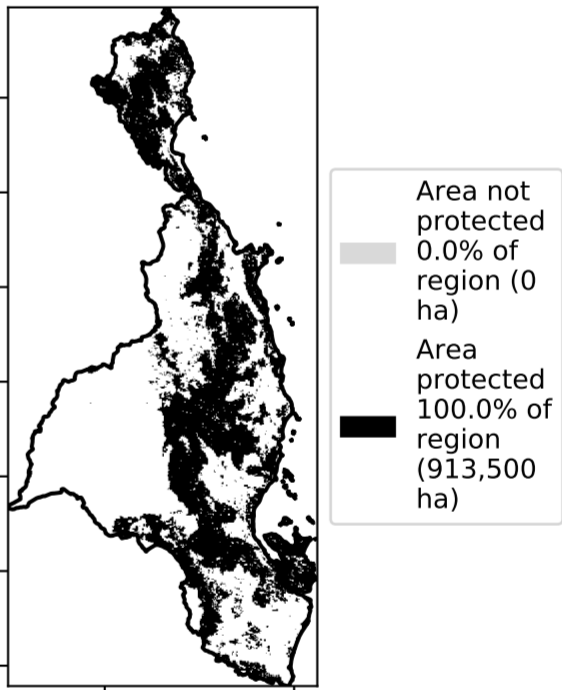 Area not
protected
0.0% of
region (0
ha)
Area
protected
100.0% of
region
(913,500
ha)